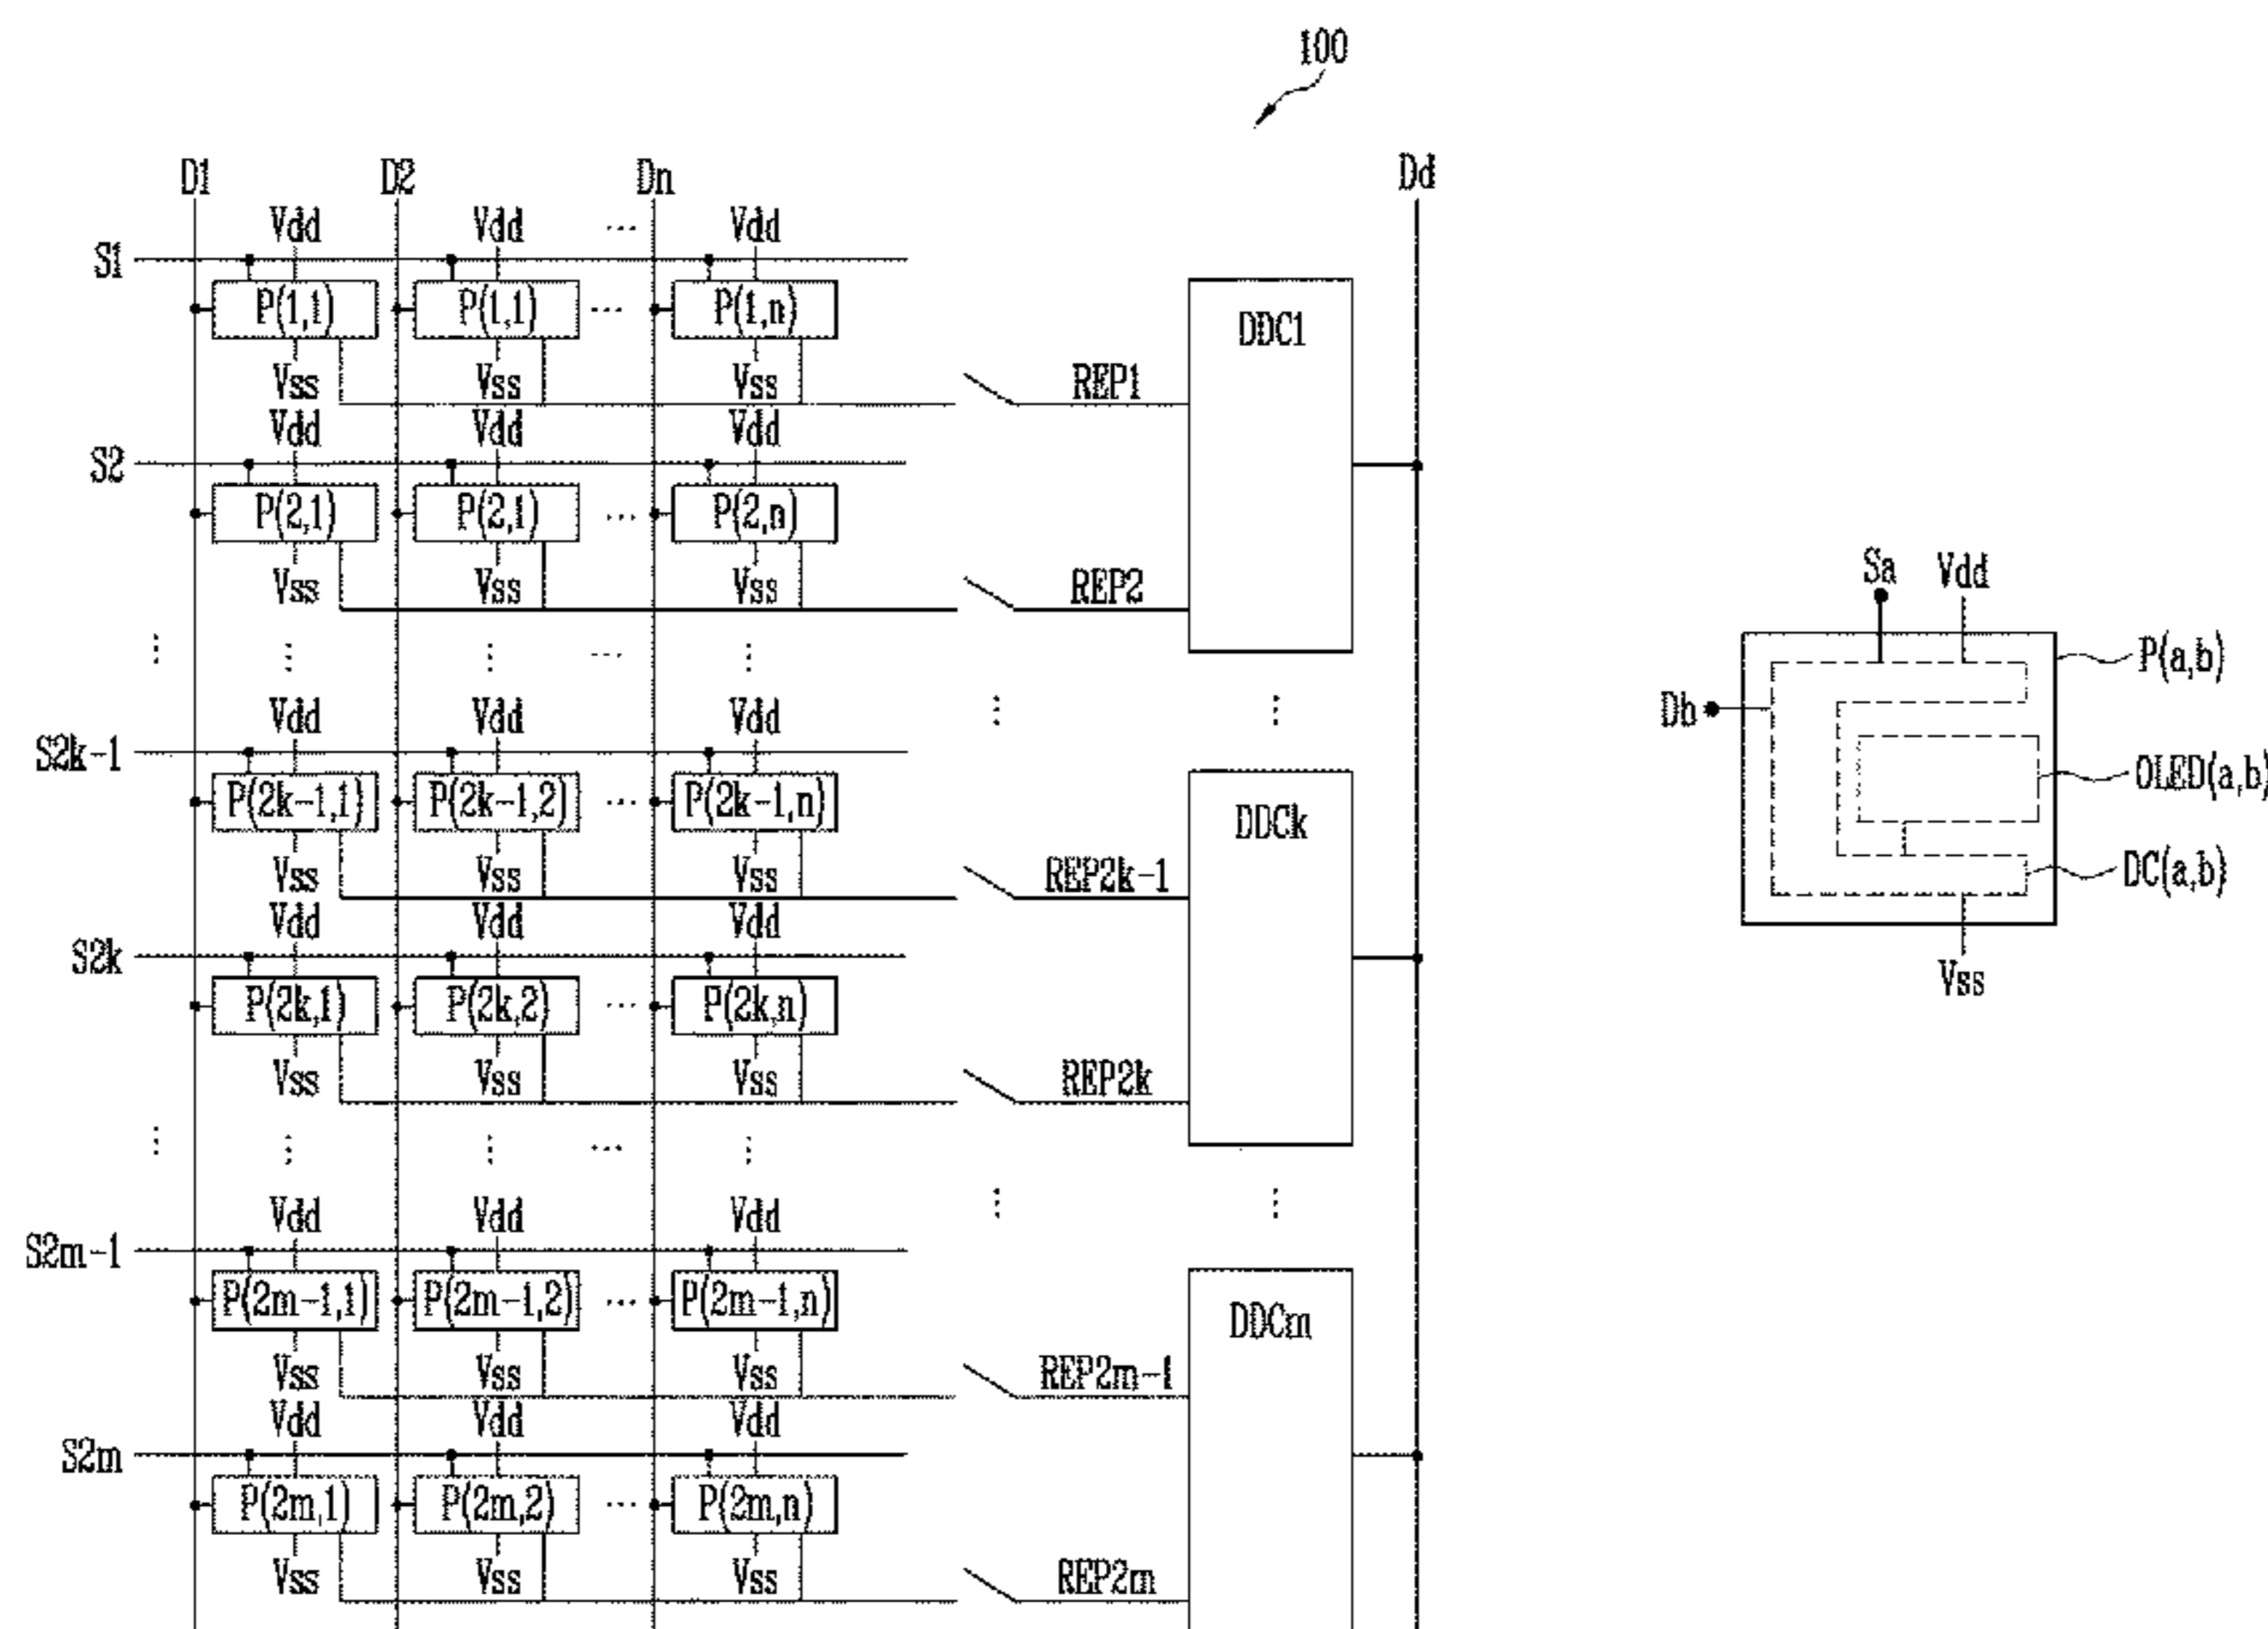 100
D1 D2 Dn Dd
Vdd Vdd ... Vdd
S1
P(1,1) P(1,1) ... P(1,n)
DDC1
Vss Vss Vss REP1
Vdd Vdd Vdd
S2
P(2,1) P(2,1) ... P(2,n)
Vss Vss Vss REP2
Vdd Vdd ... Vdd
S2k-1
P(2k-1,1) P(2k-1,2) ... P(2k-1,n)
DDCk
Vss Vss Vss REP2k-1
Vdd Vdd Vdd
S2k
P(2k,1) P(2k,2) ... P(2k,n)
Vss Vss Vss REP2k
Vdd Vdd Vdd
S2m-1
P(2m-1,1) P(2m-1,2) ... P(2m-1,n)
DDCm
Vss Vss Vss REP2m-1
Vdd Vdd Vdd
S2m
P(2m,1) P(2m,2) ... P(2m,n)
Vss Vss Vss REP2m
Sa Vdd
P(a,b)
Db
OLED(a,b)
DC(a,b)
Vss